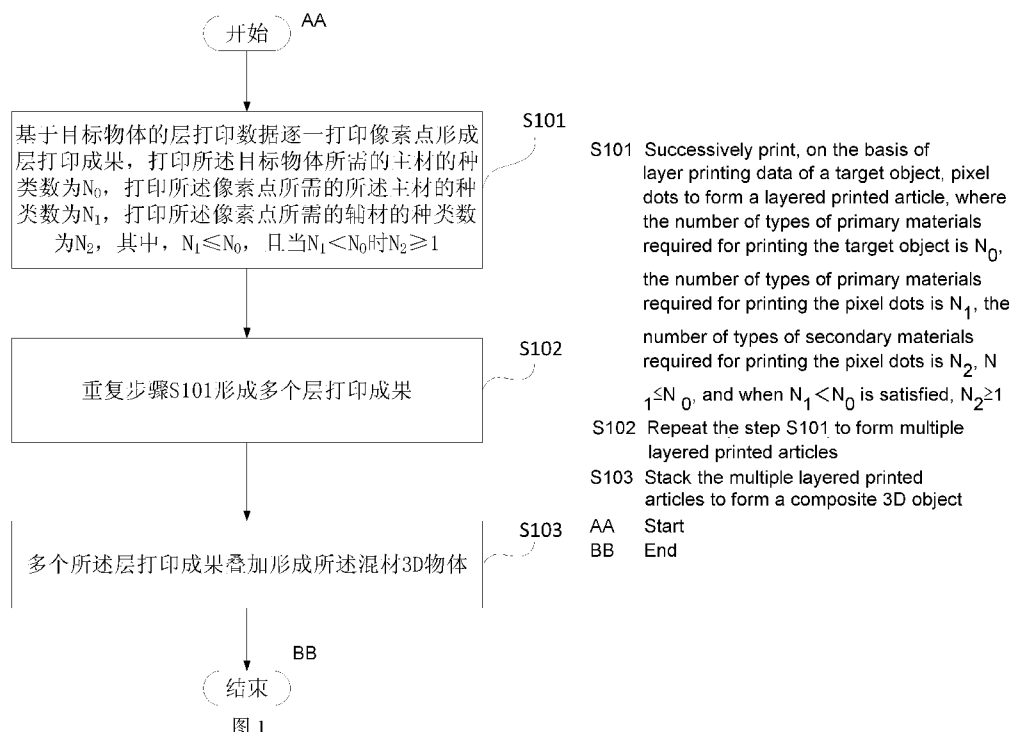 AA
开始
基于目标物体的层打印数据逐一打印像素点形成
层打印成果，打印所述目标物体所需的主材的种
类数为N₀，打印所述像素点所需的所述主材的种
类数为N₁，打印所述像素点所需的辅材的种类数
为N₂，其中，N₁≤N₀，且当N₁<N₀时N₂≥1
S101
重复步骤S101形成多个层打印成果
S102
多个所述层打印成果叠加形成所述混材3D物体
S103
BB
结束
图 1
S101 Successively print, on the basis of
layer printing data of a target object, pixel
dots to form a layered printed article, where
the number of types of primary materials
required for printing the target object is N₀,
the number of types of primary materials
required for printing the pixel dots is N₁, the
number of types of secondary materials
required for printing the pixel dots is N₂, N
₁≤N ₀, and when N₁<N₀ is satisfied, N₂≥1
S102 Repeat the step S101 to form multiple
layered printed articles
S103 Stack the multiple layered printed
articles to form a composite 3D object
AA Start
BB End